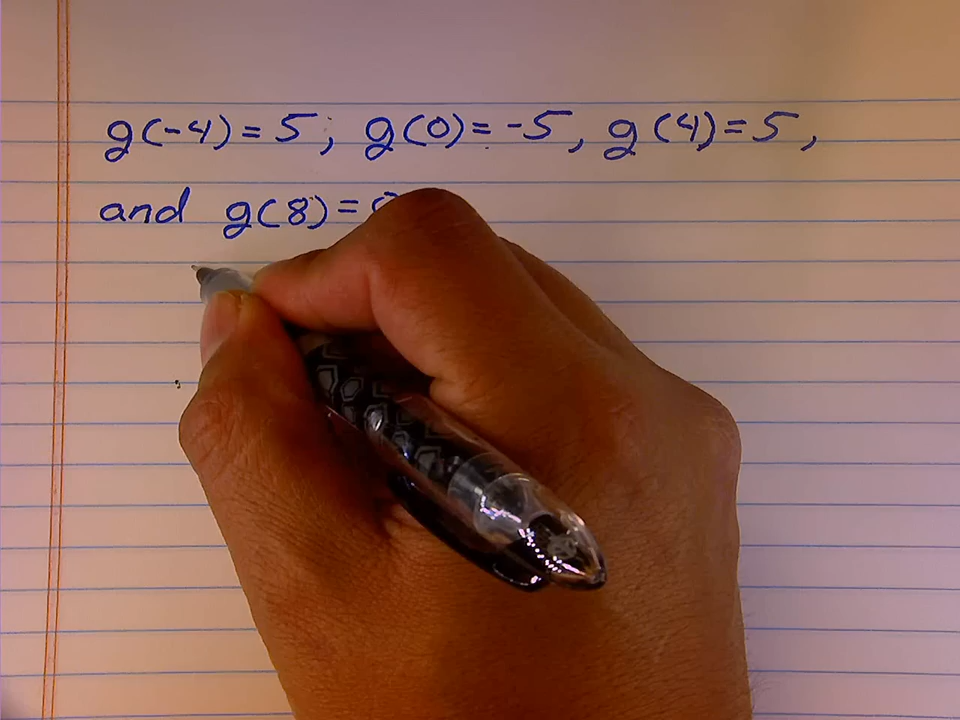 g(-4) = 5, g(0) = -5, g(4) = 5,
and g(8) =